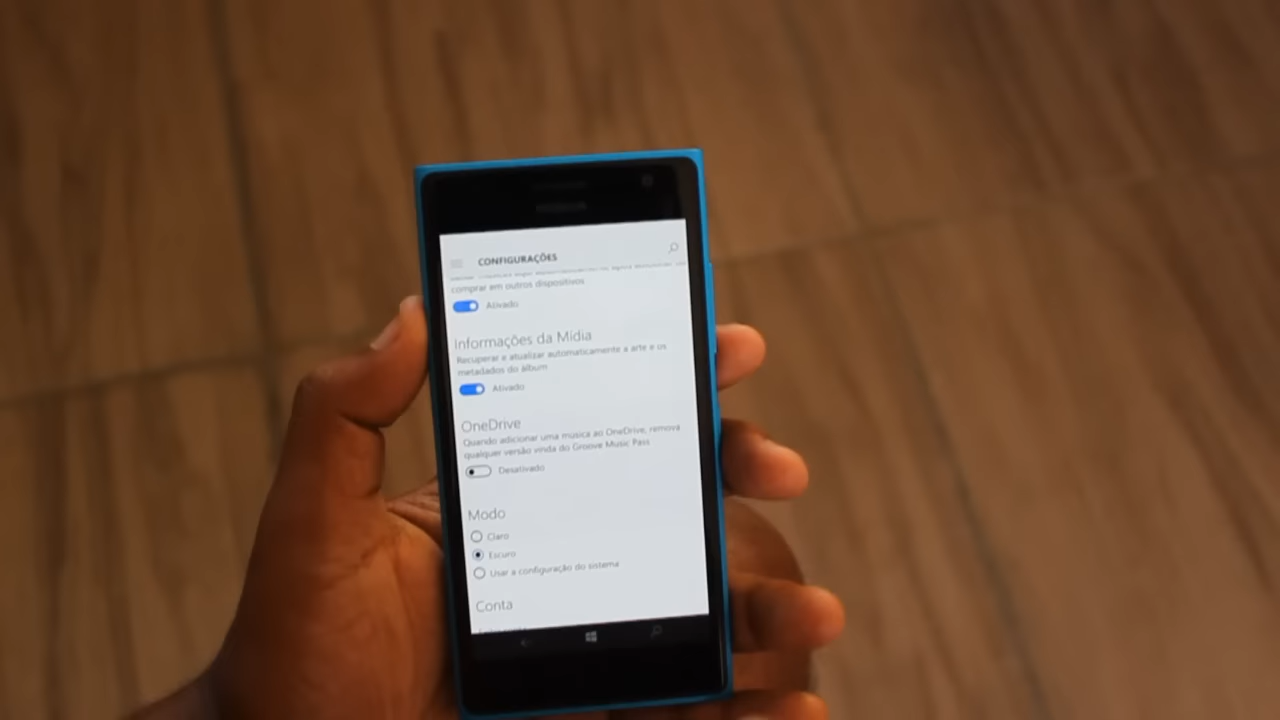 CONFIGURAÇÕES
comprar em outros dispositivos
Ativado
Informações da Mídia
Recuperar e atualizar automaticamente a arte e os
metadados do álbum
Ativado
OneDrive
Quando adicionar uma música ao OneDrive, remova
qualquer versão vinda do Groove Music Pass
Desativado
Modo
Claro
Escuro
Usar a configuração do sistema
Conta